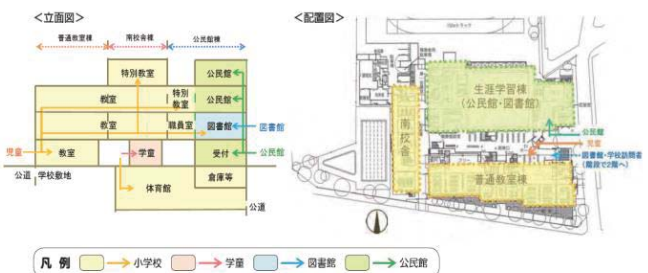 ＜立面図＞
普通教室棟
南校舎棟
公民館棟
特別教室
公民館
教室
特別
教室
公民館
教室
職員室
図書館
図書館
児童
教室
学童
受付
公民館
公道
学校敷地
体育館
倉庫等
公道
＜配置図＞
生涯学習棟
（公民館・図書館）
南校舎
公民館
児童
図書館・学校訪問者
（階段で2階へ）
普通教室棟
凡 例
小学校
学童
図書館
公民館